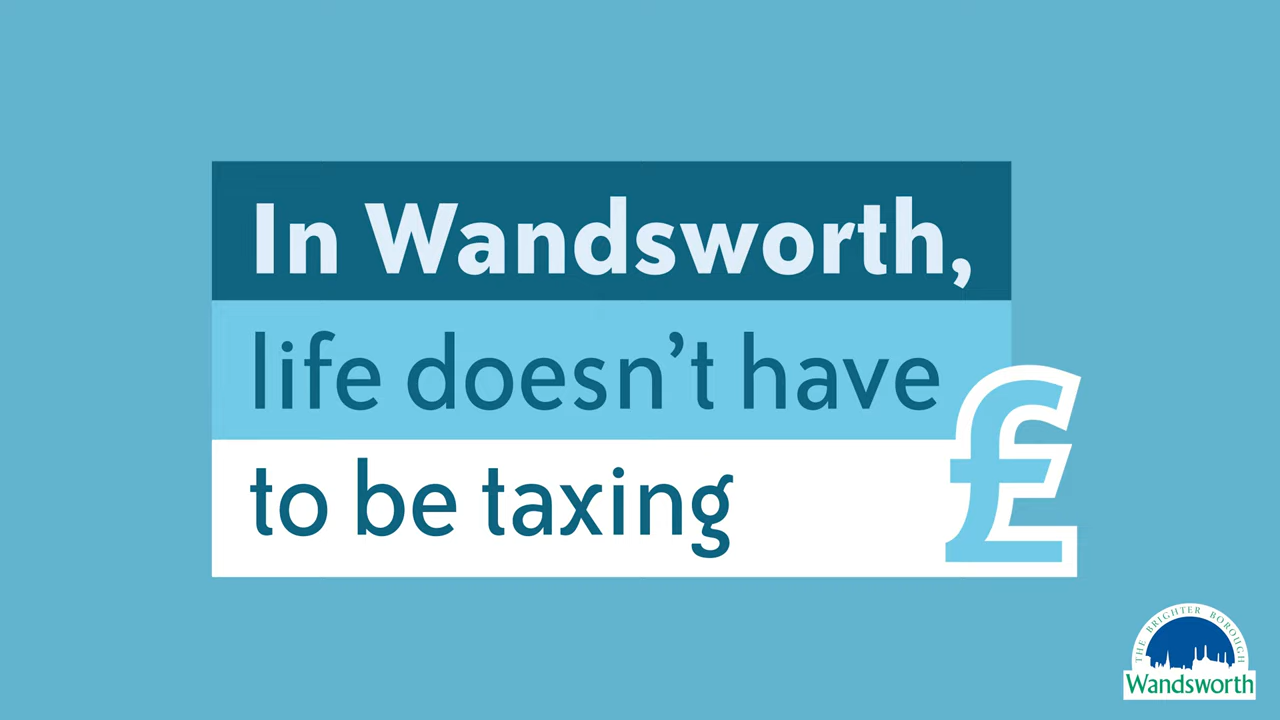 In Wandsworth,
life doesn't have
to be taxing
£
THE BRIGHTER BOROUGH
Wandsworth